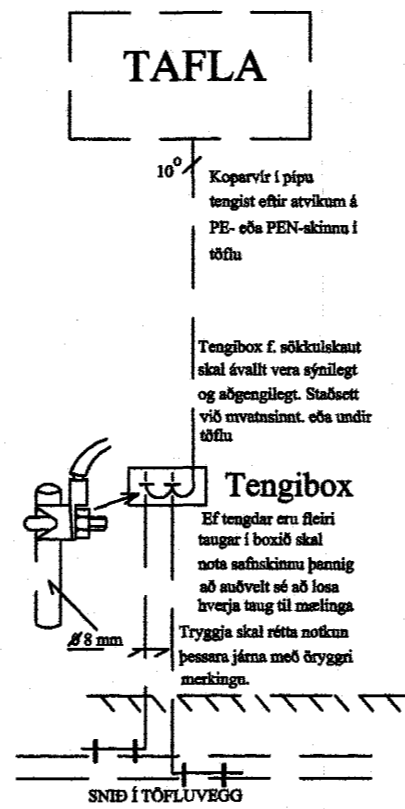 TAFLA
10°
Koparvír í pípu
tengist eftir atvikum á
PE- eða PEN-skinnu í
töflu
Tengibox f. sökkulskaut
skal ávallt vera sýnilegt
og aðgengilegt. Staðsett
við mvatnsinnt. eða undir
töflu
Tengibox
Ef tengdar eru fleiri
taugar í boxið skal
nota safnskinnu þannig
að auðvelt sé að losa
hverja taug til mælinga
Ø 8 mm
Tryggja skal rétta notkun
þessara járna með öryggri
merkingu.
SNIÐ Í TÖFLUVEGG